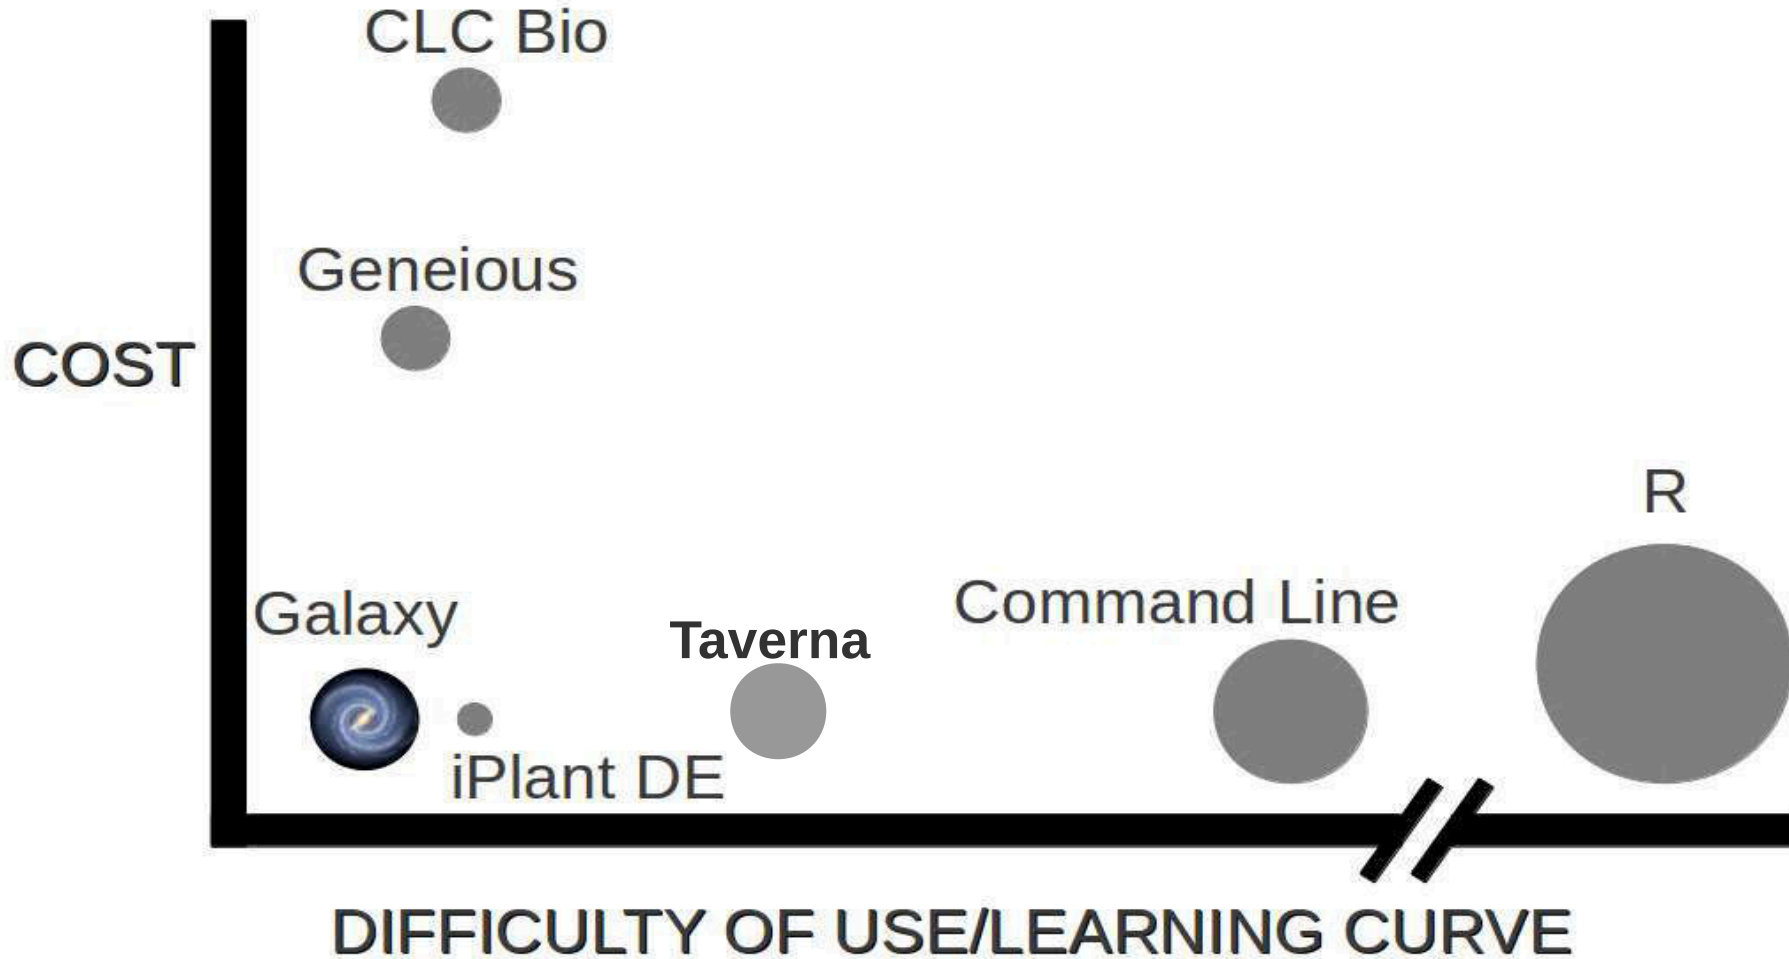 CLC Bio
Geneious
COST
R
Galaxy
Command Line
Taverna
iPlant DE
DIFFICULTY OF USE/LEARNING CURVE